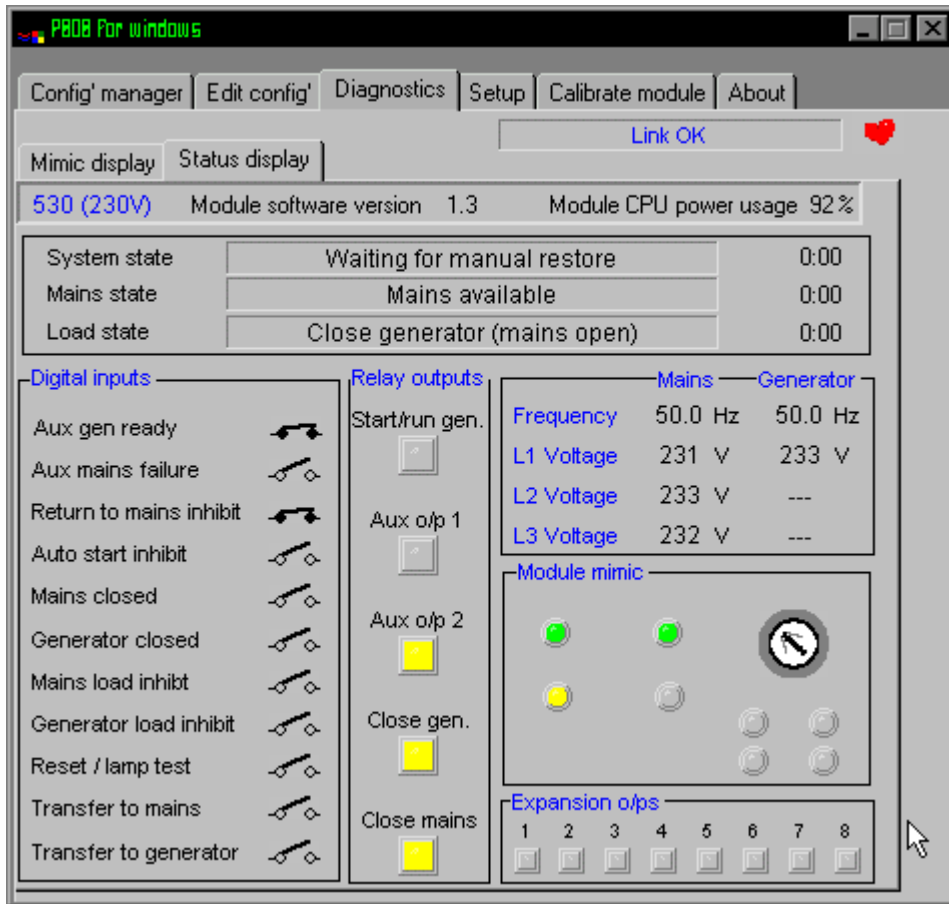 P808 For windows
Config' manager Edit config' Diagnostics Setup Calibrate module About
Link OK
Mimic display Status display
530 (230V) Module software version 1.3 Module CPU power usage 92%
System state Waiting for manual restore 0:00
Mains state Mains available 0:00
Load state Close generator (mains open) 0:00
Digital inputs
Aux gen ready
Aux mains failure
Return to mains inhibit
Auto start inhibit
Mains closed
Generator closed
Mains load inhibt
Generator load inhibit
Reset / lamp test
Transfer to mains
Transfer to generator
Relay outputs
Start/run gen.
Aux o/p 1
Aux o/p 2
Close gen.
Close mains
Mains Generator
Frequency 50.0 Hz 50.0 Hz
L1 Voltage 231 V 233 V
L2 Voltage 233 V ---
L3 Voltage 232 V ---
Module mimic
Expansion o/ps
1 2 3 4 5 6 7 8